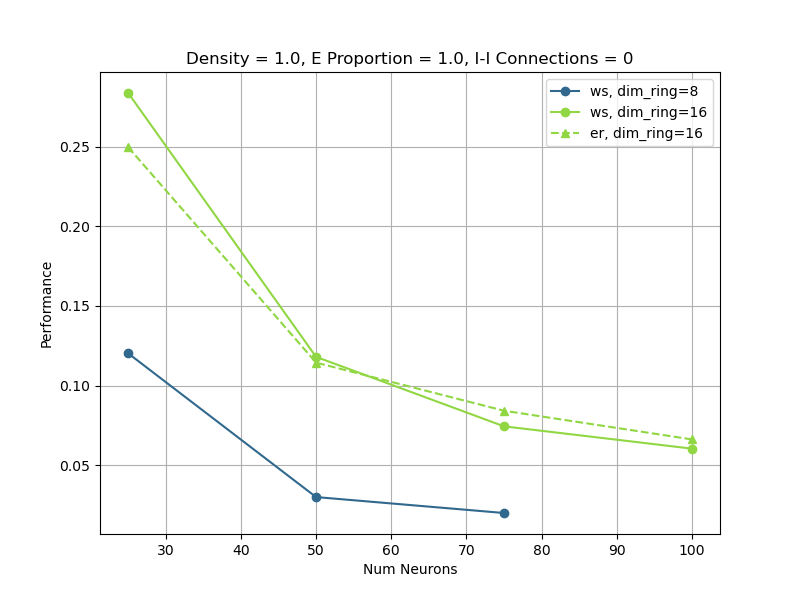 Density = 1.0, E Proportion = 1.0, I-I Connections = 0
ws, dim_ring=8
ws, dim_ring=16
er, dim_ring=16
Performance
0.25
0.20
0.15
0.10
0.05
30 40 50 60 70 80 90 100
Num Neurons